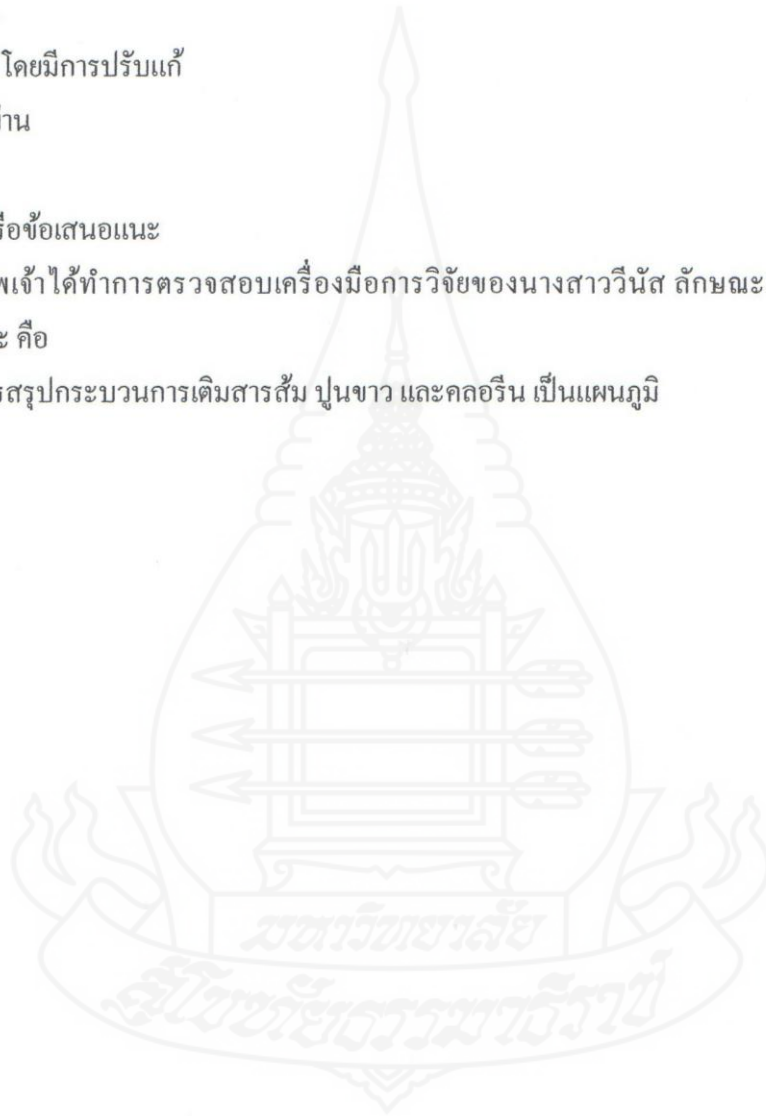 โดยมีการปรับแก้
่าน
รือข้อเสนอแนะ
พเจ้าได้ทำการตรวจสอบเครื่องมือการวิจัยของนางสาววีนัส ลักษณะ
ะ คือ
รสรุปกระบวนการเติมสารส้ม ปูนขาว และคลอรีน เป็นแผนภูมิ
มหาวิทยาลัย
สุโขทัยธรรมาธิราช